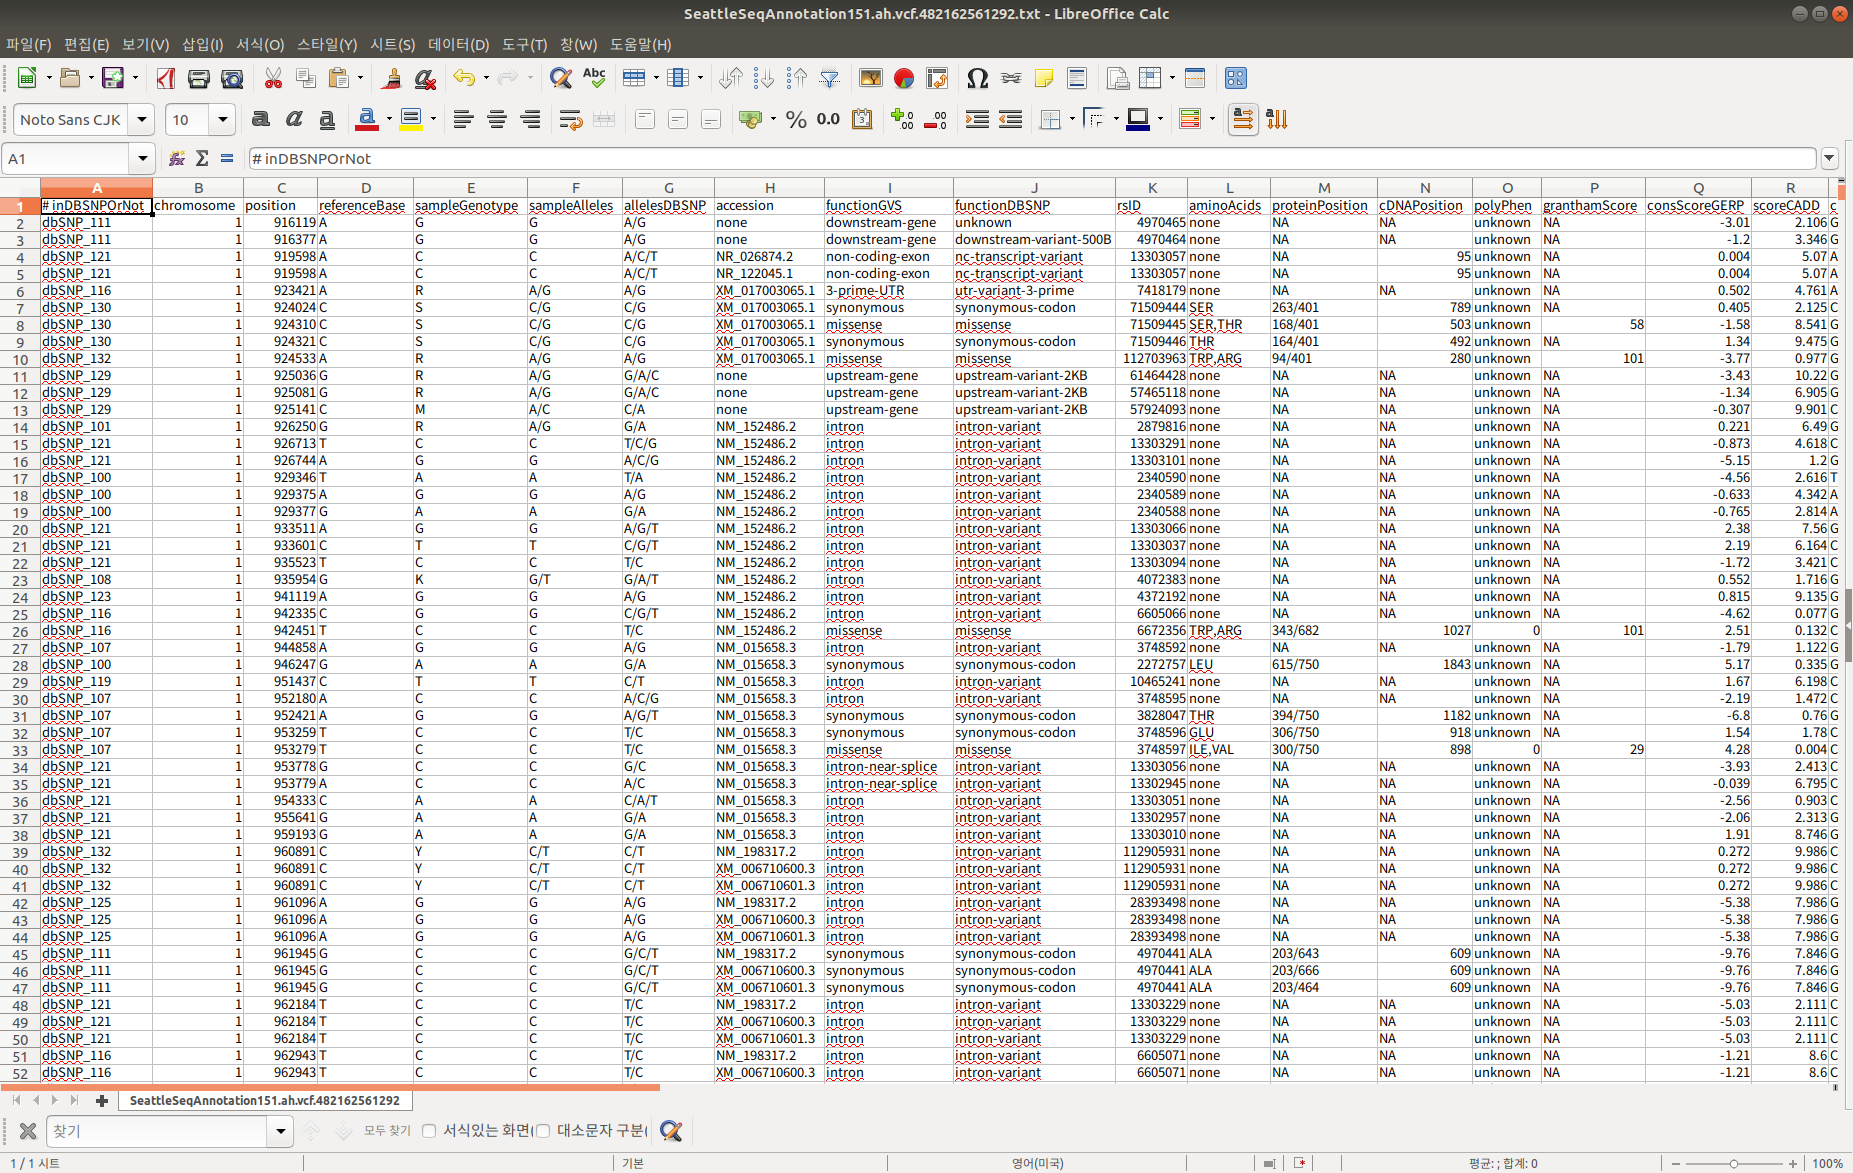 SeattleSeqAnnotation151.ah.vcf.482162561292.txt - LibreOffice Calc
파일(F) 편집(E) 보기(V) 삽입(I) 서식(O) 스타일(Y) 시트(S) 데이터(D) 도구(T) 창(W) 도움말(H)
Noto Sans CJK 10
A1 # inDBSNPOrNot
A B C D E F G H I J K L M N O P Q R
1 # inDBSNPOrNot chromosome position referenceBase sampleGenotype sampleAlleles allelesDBSNP accession functionGVS functionDBSNP rsID aminoAcids proteinPosition cDNAPosition polyPhen granthamScore consScoreGERP scoreCADD c
2 dbSNP_111 1 916119 A G G A/G none downstream-gene unknown 4970465 none NA NA unknown NA -3.01 2.106 G
3 dbSNP_111 1 916377 A G G A/G none downstream-gene downstream-variant-500B 4970464 none NA NA unknown NA -1.2 3.346 G
4 dbSNP_121 1 919598 A C C A/C/T NR_026874.2 non-coding-exon nc-transcript-variant 13303057 none NA 95 unknown NA 0.004 5.07 A
5 dbSNP_121 1 919598 A C C A/C/T NR_122045.1 non-coding-exon nc-transcript-variant 13303057 none NA 95 unknown NA 0.004 5.07 A
6 dbSNP_116 1 923421 A R A/G A/G XM_017003065.1 3-prime-UTR utr-variant-3-prime 7418179 none NA NA unknown NA 0.502 4.761 A
7 dbSNP_130 1 924024 C S C/G C/G XM_017003065.1 synonymous synonymous-codon 71509444 SER 263/401 789 unknown NA 0.405 2.125 C
8 dbSNP_130 1 924310 C S C/G C/G XM_017003065.1 missense missense 71509445 SER,THR 168/401 503 unknown 58 -1.58 8.541 G
9 dbSNP_130 1 924321 C S C/G C/G XM_017003065.1 synonymous synonymous-codon 71509446 THR 164/401 492 unknown NA 1.34 9.475 G
10 dbSNP_132 1 924533 A R A/G A/G XM_017003065.1 missense missense 112703963 TRP,ARG 94/401 280 unknown 101 -3.77 0.977 G
11 dbSNP_129 1 925036 G R A/G G/A/C none upstream-gene upstream-variant-2KB 61464428 none NA NA unknown NA -3.43 10.22 G
12 dbSNP_129 1 925081 G R A/G G/A/C none upstream-gene upstream-variant-2KB 57465118 none NA NA unknown NA -1.34 6.905 G
13 dbSNP_129 1 925141 C M A/C C/A none upstream-gene upstream-variant-2KB 57924093 none NA NA unknown NA -0.307 9.901 C
14 dbSNP_101 1 926250 G R A/G G/A NM_152486.2 intron intron-variant 2879816 none NA NA unknown NA 0.221 6.49 G
15 dbSNP_121 1 926713 T C C T/C/G NM_152486.2 intron intron-variant 13303291 none NA NA unknown NA -0.873 4.618 C
16 dbSNP_121 1 926744 A G G A/C/G NM_152486.2 intron intron-variant 13303101 none NA NA unknown NA -5.15 1.2 G
17 dbSNP_100 1 929346 T A A T/A NM_152486.2 intron intron-variant 2340590 none NA NA unknown NA -4.56 2.616 T
18 dbSNP_100 1 929375 A G G A/G NM_152486.2 intron intron-variant 2340589 none NA NA unknown NA -0.633 4.342 A
19 dbSNP_100 1 929377 G A A G/A NM_152486.2 intron intron-variant 2340588 none NA NA unknown NA -0.765 2.814 A
20 dbSNP_121 1 933511 A G G A/G/T NM_152486.2 intron intron-variant 13303066 none NA NA unknown NA 2.38 7.56 G
21 dbSNP_121 1 933601 C T T C/G/T NM_152486.2 intron intron-variant 13303037 none NA NA unknown NA 2.19 6.164 C
22 dbSNP_121 1 935523 T C C T/C NM_152486.2 intron intron-variant 13303094 none NA NA unknown NA -1.72 3.421 C
23 dbSNP_108 1 935954 G K G/T G/A/T NM_152486.2 intron intron-variant 4072383 none NA NA unknown NA 0.552 1.716 G
24 dbSNP_123 1 941119 A G G A/G NM_152486.2 intron intron-variant 4372192 none NA NA unknown NA 0.815 9.135 G
25 dbSNP_116 1 942335 C G G C/G/T NM_152486.2 intron intron-variant 6605066 none NA NA unknown NA -4.62 0.077 G
26 dbSNP_116 1 942451 T C C T/C NM_152486.2 missense missense 6672356 TRP,ARG 343/682 1027 0 101 2.51 0.132 C
27 dbSNP_107 1 944858 A G G A/G NM_015658.3 intron intron-variant 3748592 none NA NA unknown NA -1.79 1.122 G
28 dbSNP_100 1 946247 G A A G/A NM_015658.3 synonymous synonymous-codon 2272757 LEU 615/750 1843 unknown NA 5.17 0.335 G
29 dbSNP_119 1 951437 C T T C/T NM_015658.3 intron intron-variant 10465241 none NA NA unknown NA 1.67 6.198 C
30 dbSNP_107 1 952180 A C C A/C/G NM_015658.3 intron intron-variant 3748595 none NA NA unknown NA -2.19 1.472 C
31 dbSNP_107 1 952421 A G G A/G/T NM_015658.3 synonymous synonymous-codon 3828047 THR 394/750 1182 unknown NA -6.8 0.76 G
32 dbSNP_107 1 953259 T C C T/C NM_015658.3 synonymous synonymous-codon 3748596 GLU 306/750 918 unknown NA 1.54 1.78 C
33 dbSNP_107 1 953279 T C C T/C NM_015658.3 missense missense 3748597 ILE,VAL 300/750 898 0 29 4.28 0.004 C
34 dbSNP_121 1 953778 G C C G/C NM_015658.3 intron-near-splice intron-variant 13303056 none NA NA unknown NA -3.93 2.413 C
35 dbSNP_121 1 953779 A C C A/C NM_015658.3 intron-near-splice intron-variant 13302945 none NA NA unknown NA -0.039 6.795 C
36 dbSNP_121 1 954333 C A A C/A/T NM_015658.3 intron intron-variant 13303051 none NA NA unknown NA -2.56 0.903 C
37 dbSNP_121 1 955641 G A A G/A NM_015658.3 intron intron-variant 13302957 none NA NA unknown NA -2.06 2.313 G
38 dbSNP_121 1 959193 G A A G/A NM_015658.3 intron intron-variant 13303010 none NA NA unknown NA 1.91 8.746 G
39 dbSNP_132 1 960891 C Y C/T C/T NM_198317.2 intron intron-variant 112905931 none NA NA unknown NA 0.272 9.986 C
40 dbSNP_132 1 960891 C Y C/T C/T XM_006710600.3 intron intron-variant 112905931 none NA NA unknown NA 0.272 9.986 C
41 dbSNP_132 1 960891 C Y C/T C/T XM_006710601.3 intron intron-variant 112905931 none NA NA unknown NA 0.272 9.986 C
42 dbSNP_125 1 961096 A G G A/G NM_198317.2 intron intron-variant 28393498 none NA NA unknown NA -5.38 7.986 G
43 dbSNP_125 1 961096 A G G A/G XM_006710600.3 intron intron-variant 28393498 none NA NA unknown NA -5.38 7.986 G
44 dbSNP_125 1 961096 A G G A/G XM_006710601.3 intron intron-variant 28393498 none NA NA unknown NA -5.38 7.986 G
45 dbSNP_111 1 961945 G C C G/C/T NM_198317.2 synonymous synonymous-codon 4970441 ALA 203/643 609 unknown NA -9.76 7.846 G
46 dbSNP_111 1 961945 G C C G/C/T XM_006710600.3 synonymous synonymous-codon 4970441 ALA 203/666 609 unknown NA -9.76 7.846 G
47 dbSNP_111 1 961945 G C C G/C/T XM_006710601.3 synonymous synonymous-codon 4970441 ALA 203/464 609 unknown NA -9.76 7.846 G
48 dbSNP_121 1 962184 T C C T/C NM_198317.2 intron intron-variant 13303229 none NA NA unknown NA -5.03 2.111 C
49 dbSNP_121 1 962184 T C C T/C XM_006710600.3 intron intron-variant 13303229 none NA NA unknown NA -5.03 2.111 C
50 dbSNP_121 1 962184 T C C T/C XM_006710601.3 intron intron-variant 13303229 none NA NA unknown NA -5.03 2.111 C
51 dbSNP_116 1 962943 T C C T/C NM_198317.2 intron intron-variant 6605071 none NA NA unknown NA -1.21 8.6 C
52 dbSNP_116 1 962943 T C C T/C XM_006710600.3 intron intron-variant 6605071 none NA NA unknown NA -1.21 8.6 C
SeattleSeqAnnotation151.ah.vcf.482162561292
찾기 모두 찾기 서식있는 화면( 대소문자 구분(
1 / 1 시트 기본 영어(미국) 평균: ; 합계: 0 100%